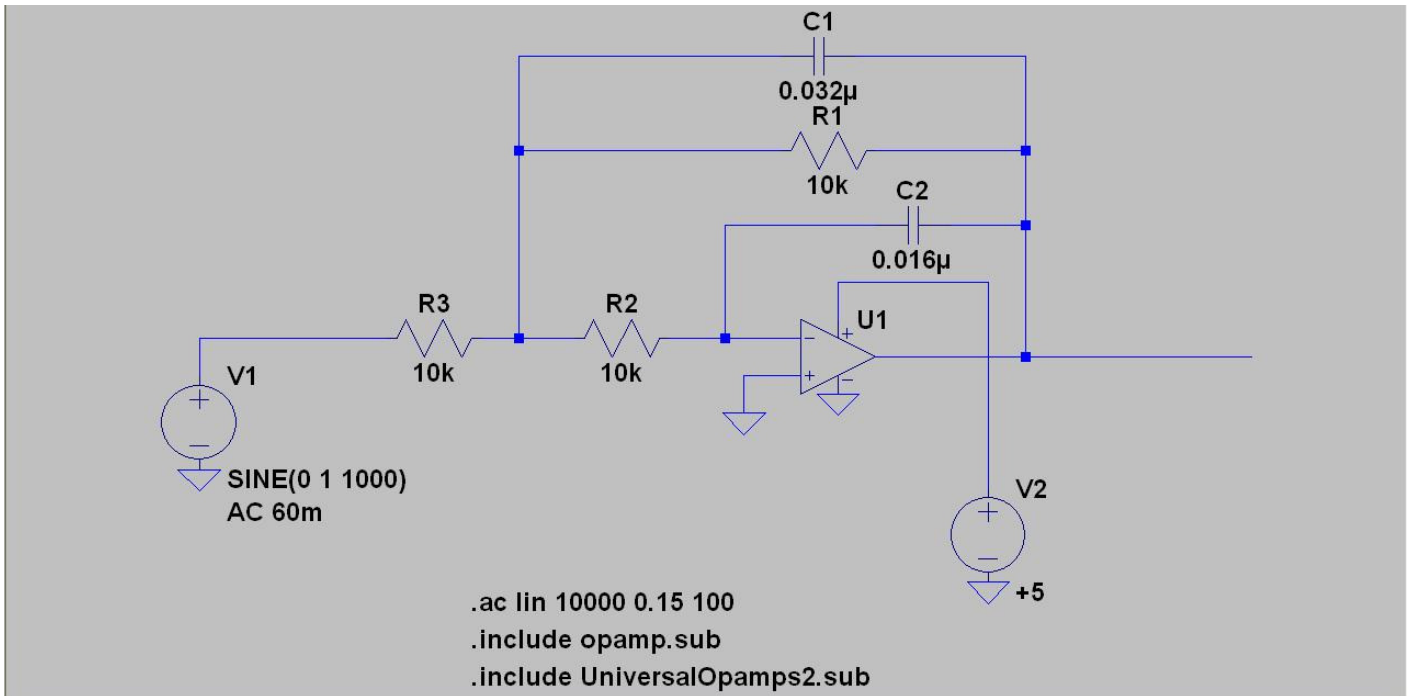 C1
0.032µ
R1
10k
C2
0.016µ
R3
10k
R2
10k
U1
V1
SINE(0 1 1000)
AC 60m
V2
+5
.ac lin 10000 0.15 100
.include opamp.sub
.include UniversalOpamps2.sub